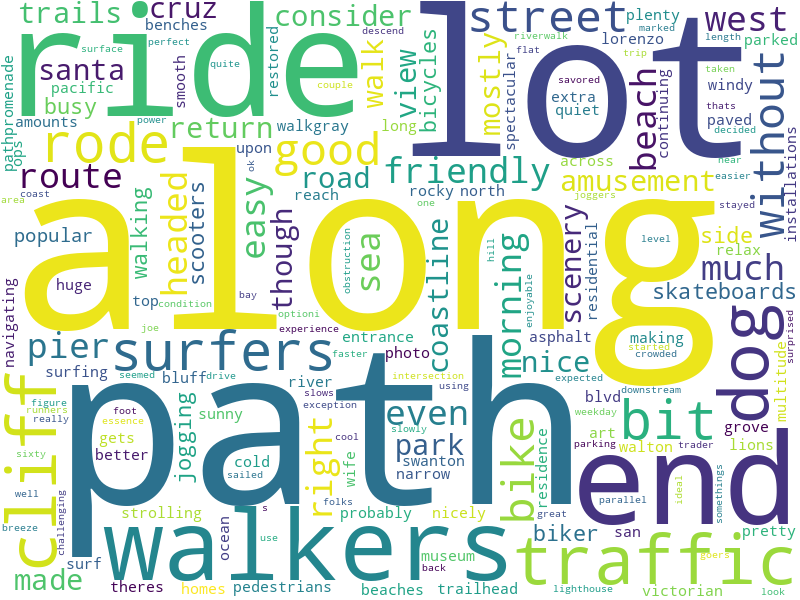 trails cruz consider street plenty west
benches marked parked
ride lot
perfect riverwalk length
surface descend flat
lorenzo
santa smooth restored walk view bicycles mostly spectacular savored beach continuing windy without
pacific couple trip
busy quite extra
pathpromenade amounts power walkgray long quiet paved taken installations
rode return good thats
ops upon across decided
route road friendly near
ok easier
coast reach rocky north amusement
area one joggers stayed
along
walking headed scooters easy though sea coastline morning scenery residential side
popular obstruction hill level relax
huge top condition bay enjoyable much
navigating optioni skateboards
joe experience entrance asphalt making
pier surfers photo nice started surprised
faster crowded
surfing seemed drive intersection expected multitude
bluff river using downstream dog
path end
cliff figure jogging sunny slows even blvd weekday grove
runners foot essence exception right park bike residence bit art trader
really gets cool swanton walton lions
sixty better wife slowly narrow parking
well cold sailed folks parallel ideal somethings
challenging strolling probably nicely great san goers
breeze ocean s biker pretty
surf walkers use museum traffic
made theres homes pedestrians back beaches trailhead lighthouse victorian look